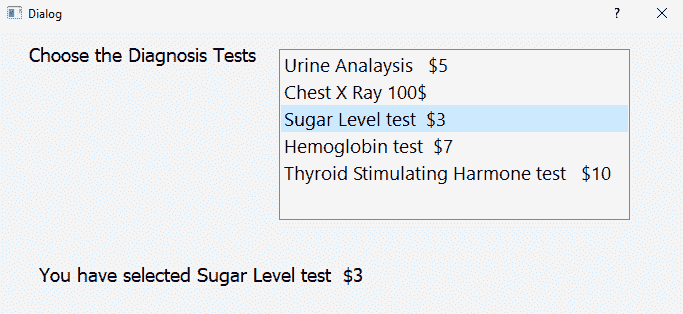 Dialog
?
Choose the Diagnosis Tests
Urine Analaysis   $5
Chest X Ray 100$
Sugar Level test  $3
Hemoglobin test  $7
Thyroid Stimulating Harmone test   $10
You have selected Sugar Level test  $3